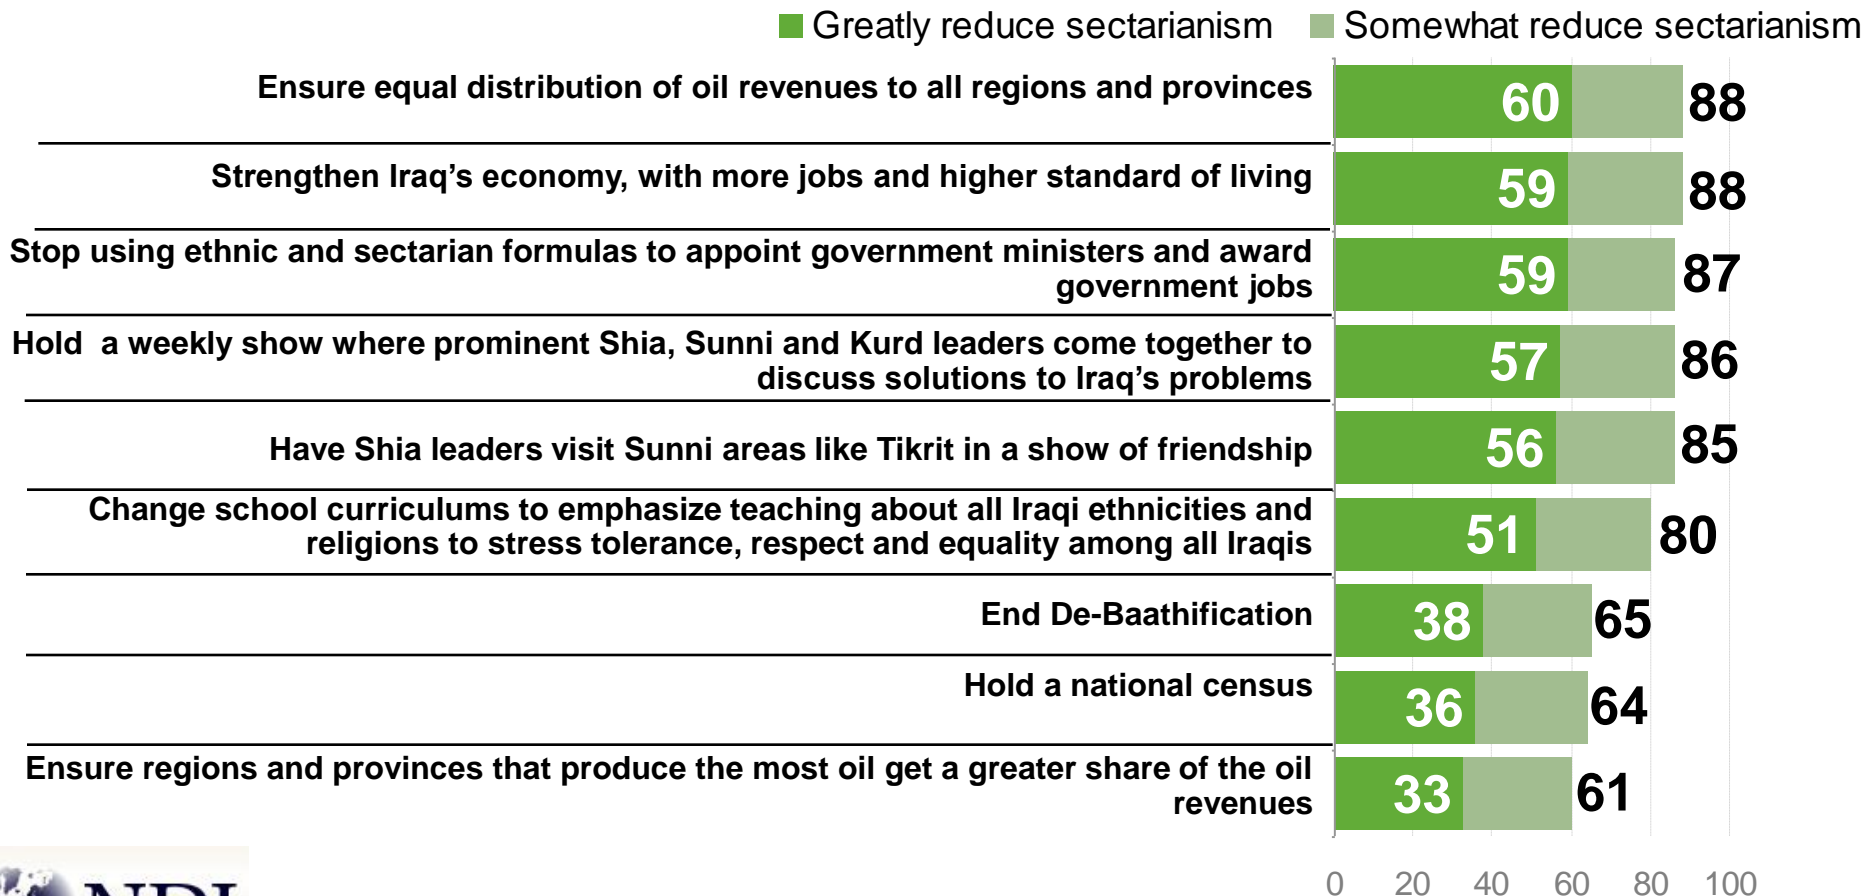 Greatly reduce sectarianism Somewhat reduce sectarianism
Ensure equal distribution of oil revenues to all regions and provinces 60 88
Strengthen Iraq’s economy, with more jobs and higher standard of living 59 88
Stop using ethnic and sectarian formulas to appoint government ministers and award
government jobs 59 87
Hold  a weekly show where prominent Shia, Sunni and Kurd leaders come together to
discuss solutions to Iraq’s problems 57 86
Have Shia leaders visit Sunni areas like Tikrit in a show of friendship 56 85
Change school curriculums to emphasize teaching about all Iraqi ethnicities and
religions to stress tolerance, respect and equality among all Iraqis 51 80
End De-Baathification 38 65
Hold a national census 36 64
Ensure regions and provinces that produce the most oil get a greater share of the oil
revenues 33 61
0 20 40 60 80 100
NDI